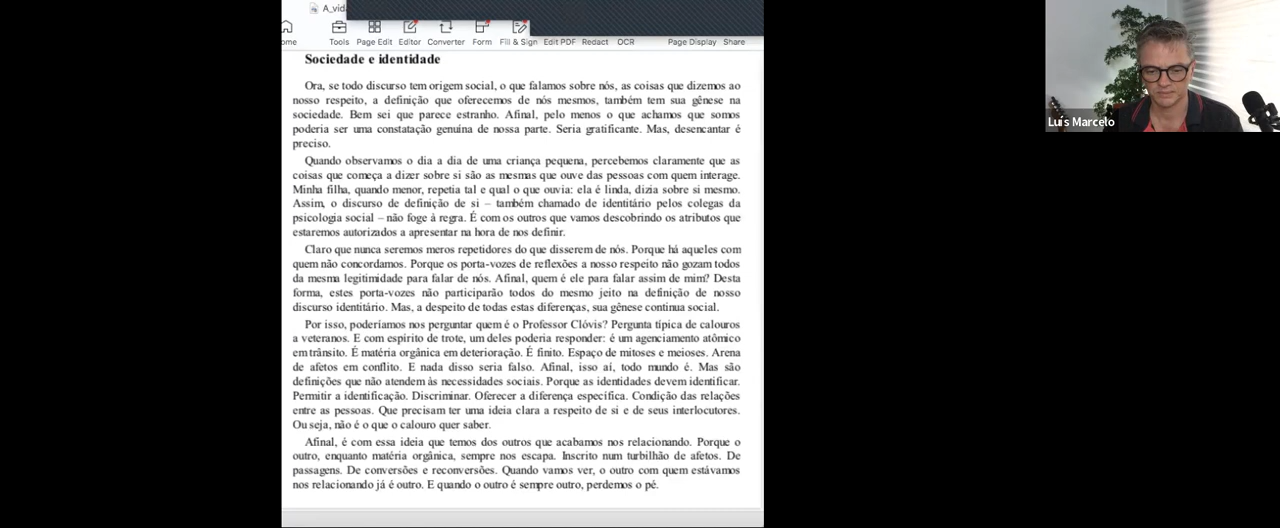 A_vida
ome Tools Page Edit Editor Converter Form Fill & Sign Edit PDF Redact OCR Page Display Share
Luís Marcelo
Sociedade e identidade
Ora, se todo discurso tem origem social, o que falamos sobre nós, as coisas que dizemos ao
nosso respeito, a definição que oferecemos de nós mesmos, também tem sua gênese na
sociedade. Bem sei que parece estranho. Afinal, pelo menos o que achamos que somos
poderia ser uma constatação genuína de nossa parte. Seria gratificante. Mas, desencantar é
preciso.
Quando observamos o dia a dia de uma criança pequena, percebemos claramente que as
coisas que começa a dizer sobre si são as mesmas que ouve das pessoas com quem interage.
Minha filha, quando menor, repetia tal e qual o que ouvia: ela é linda, dizia sobre si mesmo.
Assim, o discurso de definição de si – também chamado de identitário pelos colegas da
psicologia social – não foge à regra. É com os outros que vamos descobrindo os atributos que
estaremos autorizados a apresentar na hora de nos definir.
Claro que nunca seremos meros repetidores do que disserem de nós. Porque há aqueles com
quem não concordamos. Porque os porta-vozes de reflexões a nosso respeito não gozam todos
da mesma legitimidade para falar de nós. Afinal, quem é ele para falar assim de mim? Desta
forma, estes porta-vozes não participarão todos do mesmo jeito na definição de nosso
discurso identitário. Mas, a despeito de todas estas diferenças, sua gênese continua social.
Por isso, poderíamos nos perguntar quem é o Professor Clóvis? Pergunta típica de calouros
a veteranos. E com espírito de trote, um deles poderia responder: é um agenciamento atômico
em trânsito. É matéria orgânica em deterioração. É finito. Espaço de mitoses e meioses. Arena
de afetos em conflito. E nada disso seria falso. Afinal, isso aí, todo mundo é. Mas são
definições que não atendem às necessidades sociais. Porque as identidades devem identificar.
Permitir a identificação. Discriminar. Oferecer a diferença específica. Condição das relações
entre as pessoas. Que precisam ter uma ideia clara a respeito de si e de seus interlocutores.
Ou seja, não é o que o calouro quer saber.
Afinal, é com essa ideia que temos dos outros que acabamos nos relacionando. Porque o
outro, enquanto matéria orgânica, sempre nos escapa. Inscrito num turbilhão de afetos. De
passagens. De conversões e reconversões. Quando vamos ver, o outro com quem estávamos
nos relacionando já é outro. E quando o outro é sempre outro, perdemos o pé.